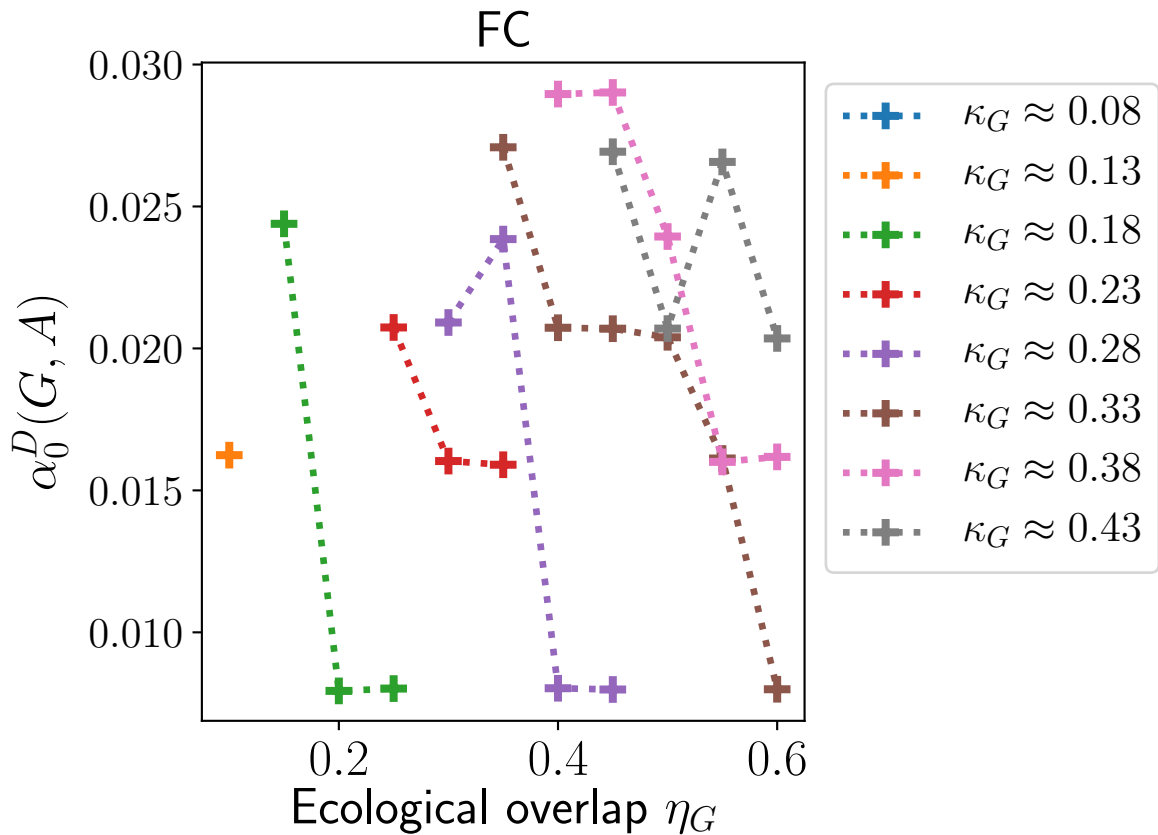 FC
0.030
0.025
0.020
0.015
0.010
α₀ᴰ(G, A)
0.2 0.4 0.6
Ecological overlap η_G
κ_G ≈ 0.08
κ_G ≈ 0.13
κ_G ≈ 0.18
κ_G ≈ 0.23
κ_G ≈ 0.28
κ_G ≈ 0.33
κ_G ≈ 0.38
κ_G ≈ 0.43